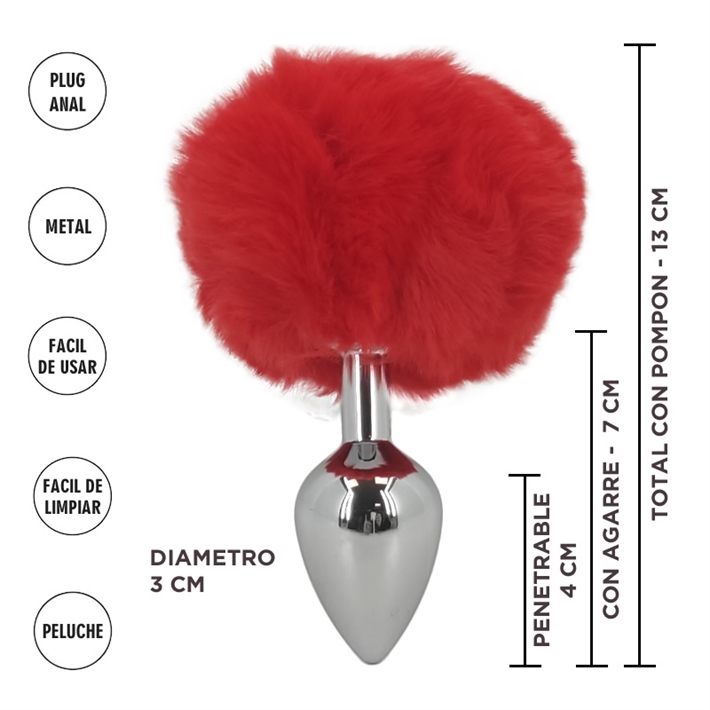 PLUG
ANAL
METAL
FACIL
DE USAR
FACIL DE
LIMPIAR
PELUCHE
DIAMETRO
3 CM
PENETRABLE
4 CM
CON AGARRE - 7 CM
TOTAL CON POMPON - 13 CM